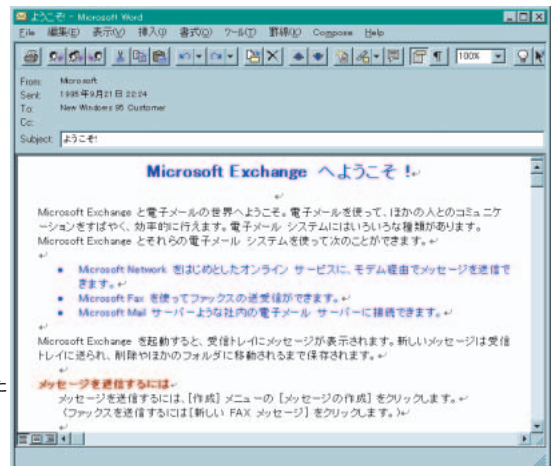 ようこそ! - Microsoft Word
File 編集(E) 表示(V) 挿入(I) 書式(O) ツール(T) 罫線(A) Compose Help
100%
From: Microsoft
Sent: 1995年9月21日 22:24
To: New Windows 95 Customer
Cc:
Subject: ようこそ!
Microsoft Exchange へようこそ !
Microsoft Exchange と電子メールの世界へようこそ。電子メールを使って、ほかの人とのコミュニケ
ーションをすばやく、効率的に行えます。電子メール システムにはいろいろな種類があります。
Microsoft Exchange とそれらの電子メール システムを使って次のことができます。
• Microsoft Network をはじめとしたオンライン サービスに、モデム経由でメッセージを送信で
きます。
• Microsoft Fax を使ってファックスの送受信ができます。
• Microsoft Mail サーバーような社内の電子メール サーバーに接続できます。
Microsoft Exchange を起動すると、受信トレイにメッセージが表示されます。新しいメッセージは受信
トレイに送られ、削除やほかのフォルダに移動されるまで保存されます。
メッセージを送信するには
メッセージを送信するには、[作成] メニューの [メッセージの作成] をクリックします。
(ファックスを送信するには[新しい FAX メッセージ] をクリックします。)